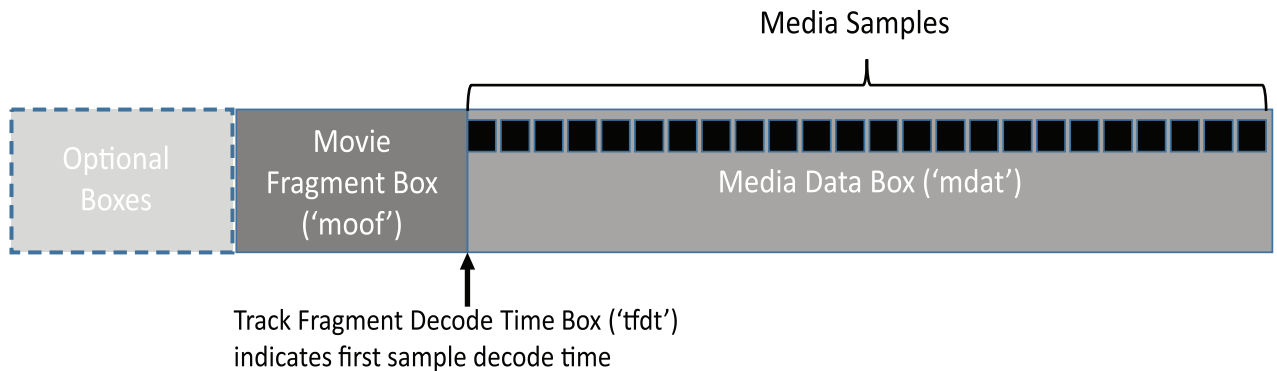 Media Samples
Optional
Boxes
Movie
Fragment Box
(‘moof’)
Media Data Box (‘mdat’)
Track Fragment Decode Time Box (‘tfdt’)
indicates first sample decode time